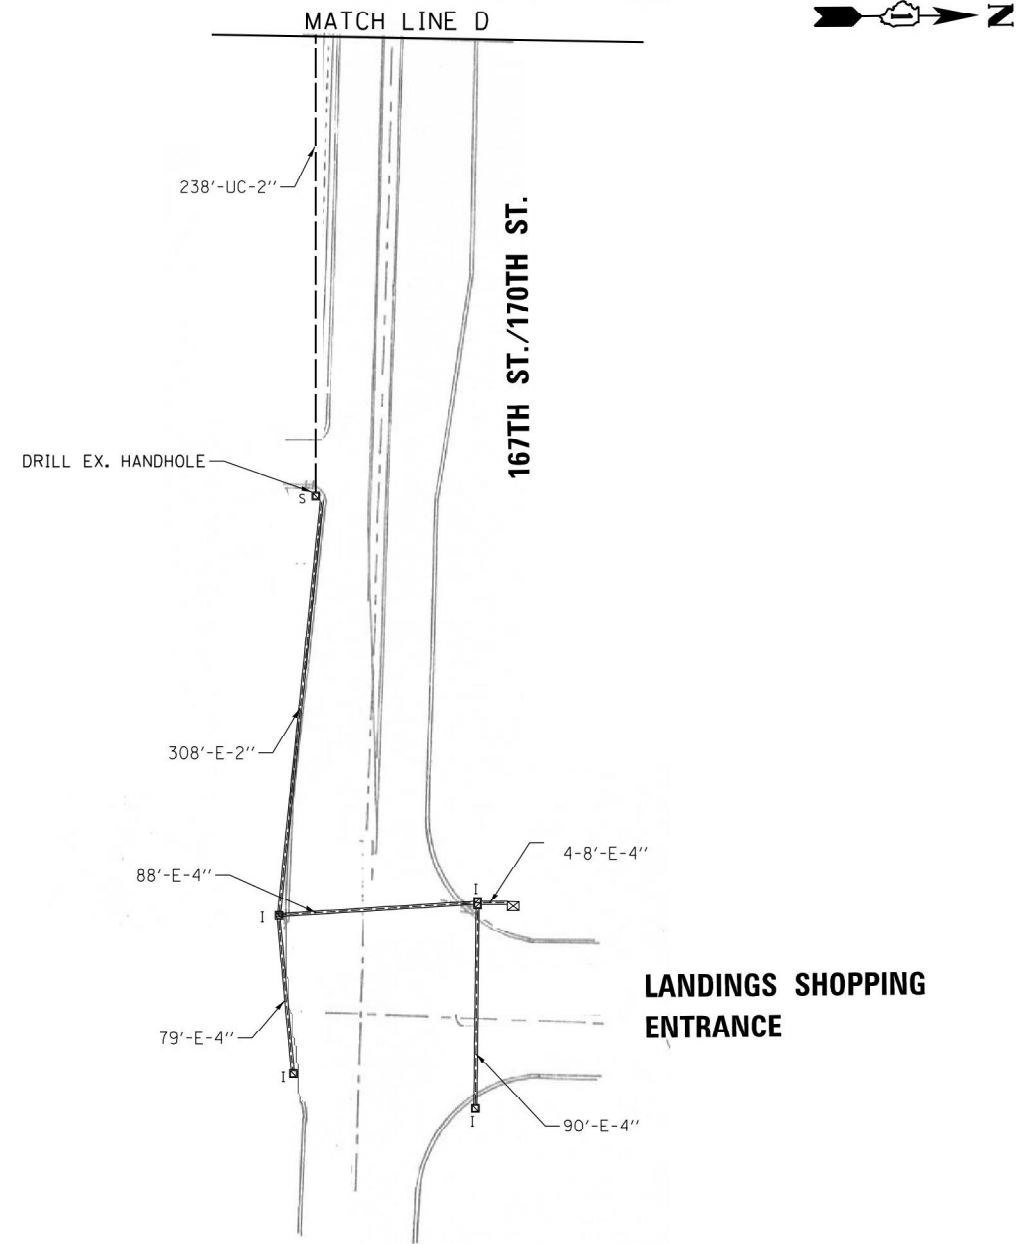 MATCH LINE D
N
238'-UC-2''
167TH ST./170TH ST.
DRILL EX. HANDHOLE
S
308'-E-2''
4-8'-E-4''
88'-E-4''
I
I
LANDINGS SHOPPING
ENTRANCE
79'-E-4''
I
I
90'-E-4''